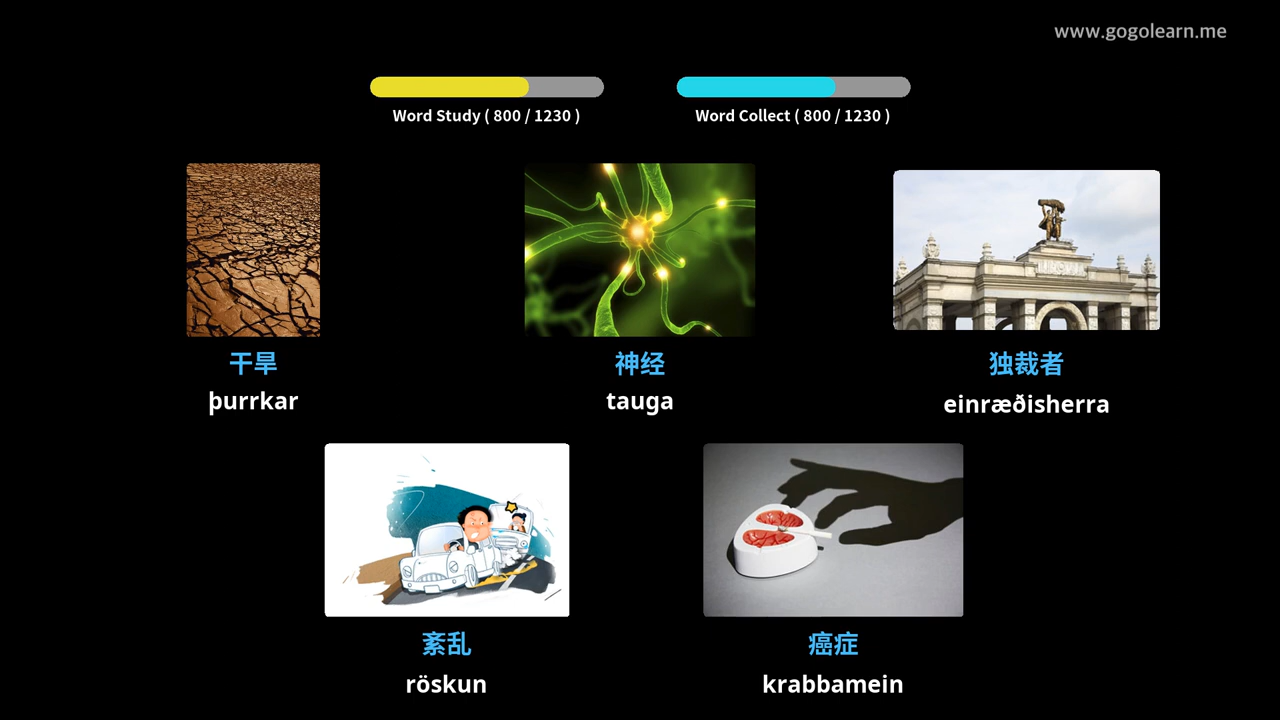 www.gogolearn.me
Word Study ( 800 / 1230 )
Word Collect ( 800 / 1230 )
干旱
þurrkar
神经
tauga
独裁者
einræðisherra
紊乱
röskun
癌症
krabbamein